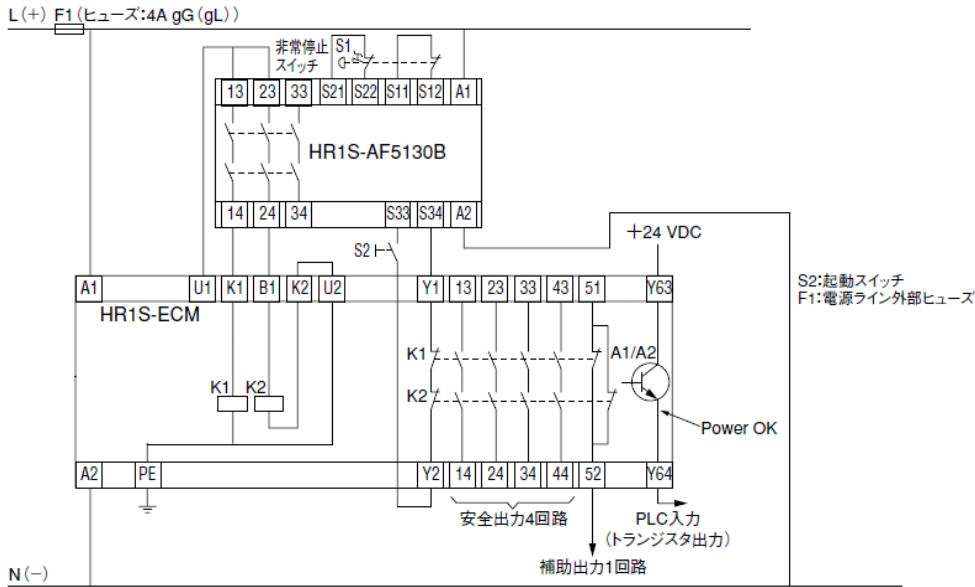 L(+) F1(ヒューズ:4A gG(gL))
非常停止 S1
スイッチ
13 23 33 S21 S22 S11 S12 A1
HR1S-AF5130B
14 24 34 S33 S34 A2
S2
+24 VDC
A1 U1 K1 B1 K2 U2 Y1 13 23 33 43 51 Y63
S2:起動スイッチ
F1:電源ライン外部ヒューズ
HR1S-ECM
K1 A1/A2
K1 K2 K2
Power OK
A2 PE Y2 14 24 34 44 52 Y64
安全出力4回路
PLC入力
(トランジスタ出力)
補助出力1回路
N(−)